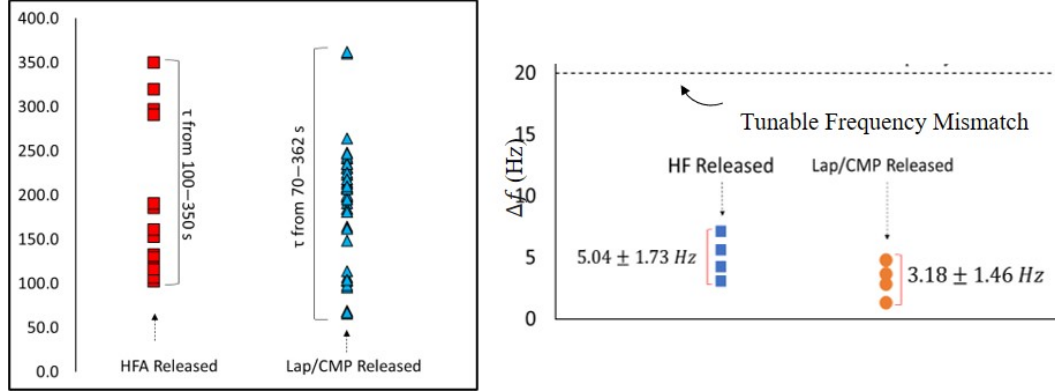 400.0
350.0
300.0
250.0
200.0
150.0
100.0
50.0
0.0
τ from 100–350 s
τ from 70–362 s
HFA Released
Lap/CMP Released
20
15
10
5
0
Δf (Hz)
Tunable Frequency Mismatch
HF Released
Lap/CMP Released
5.04 ± 1.73 Hz
3.18 ± 1.46 Hz